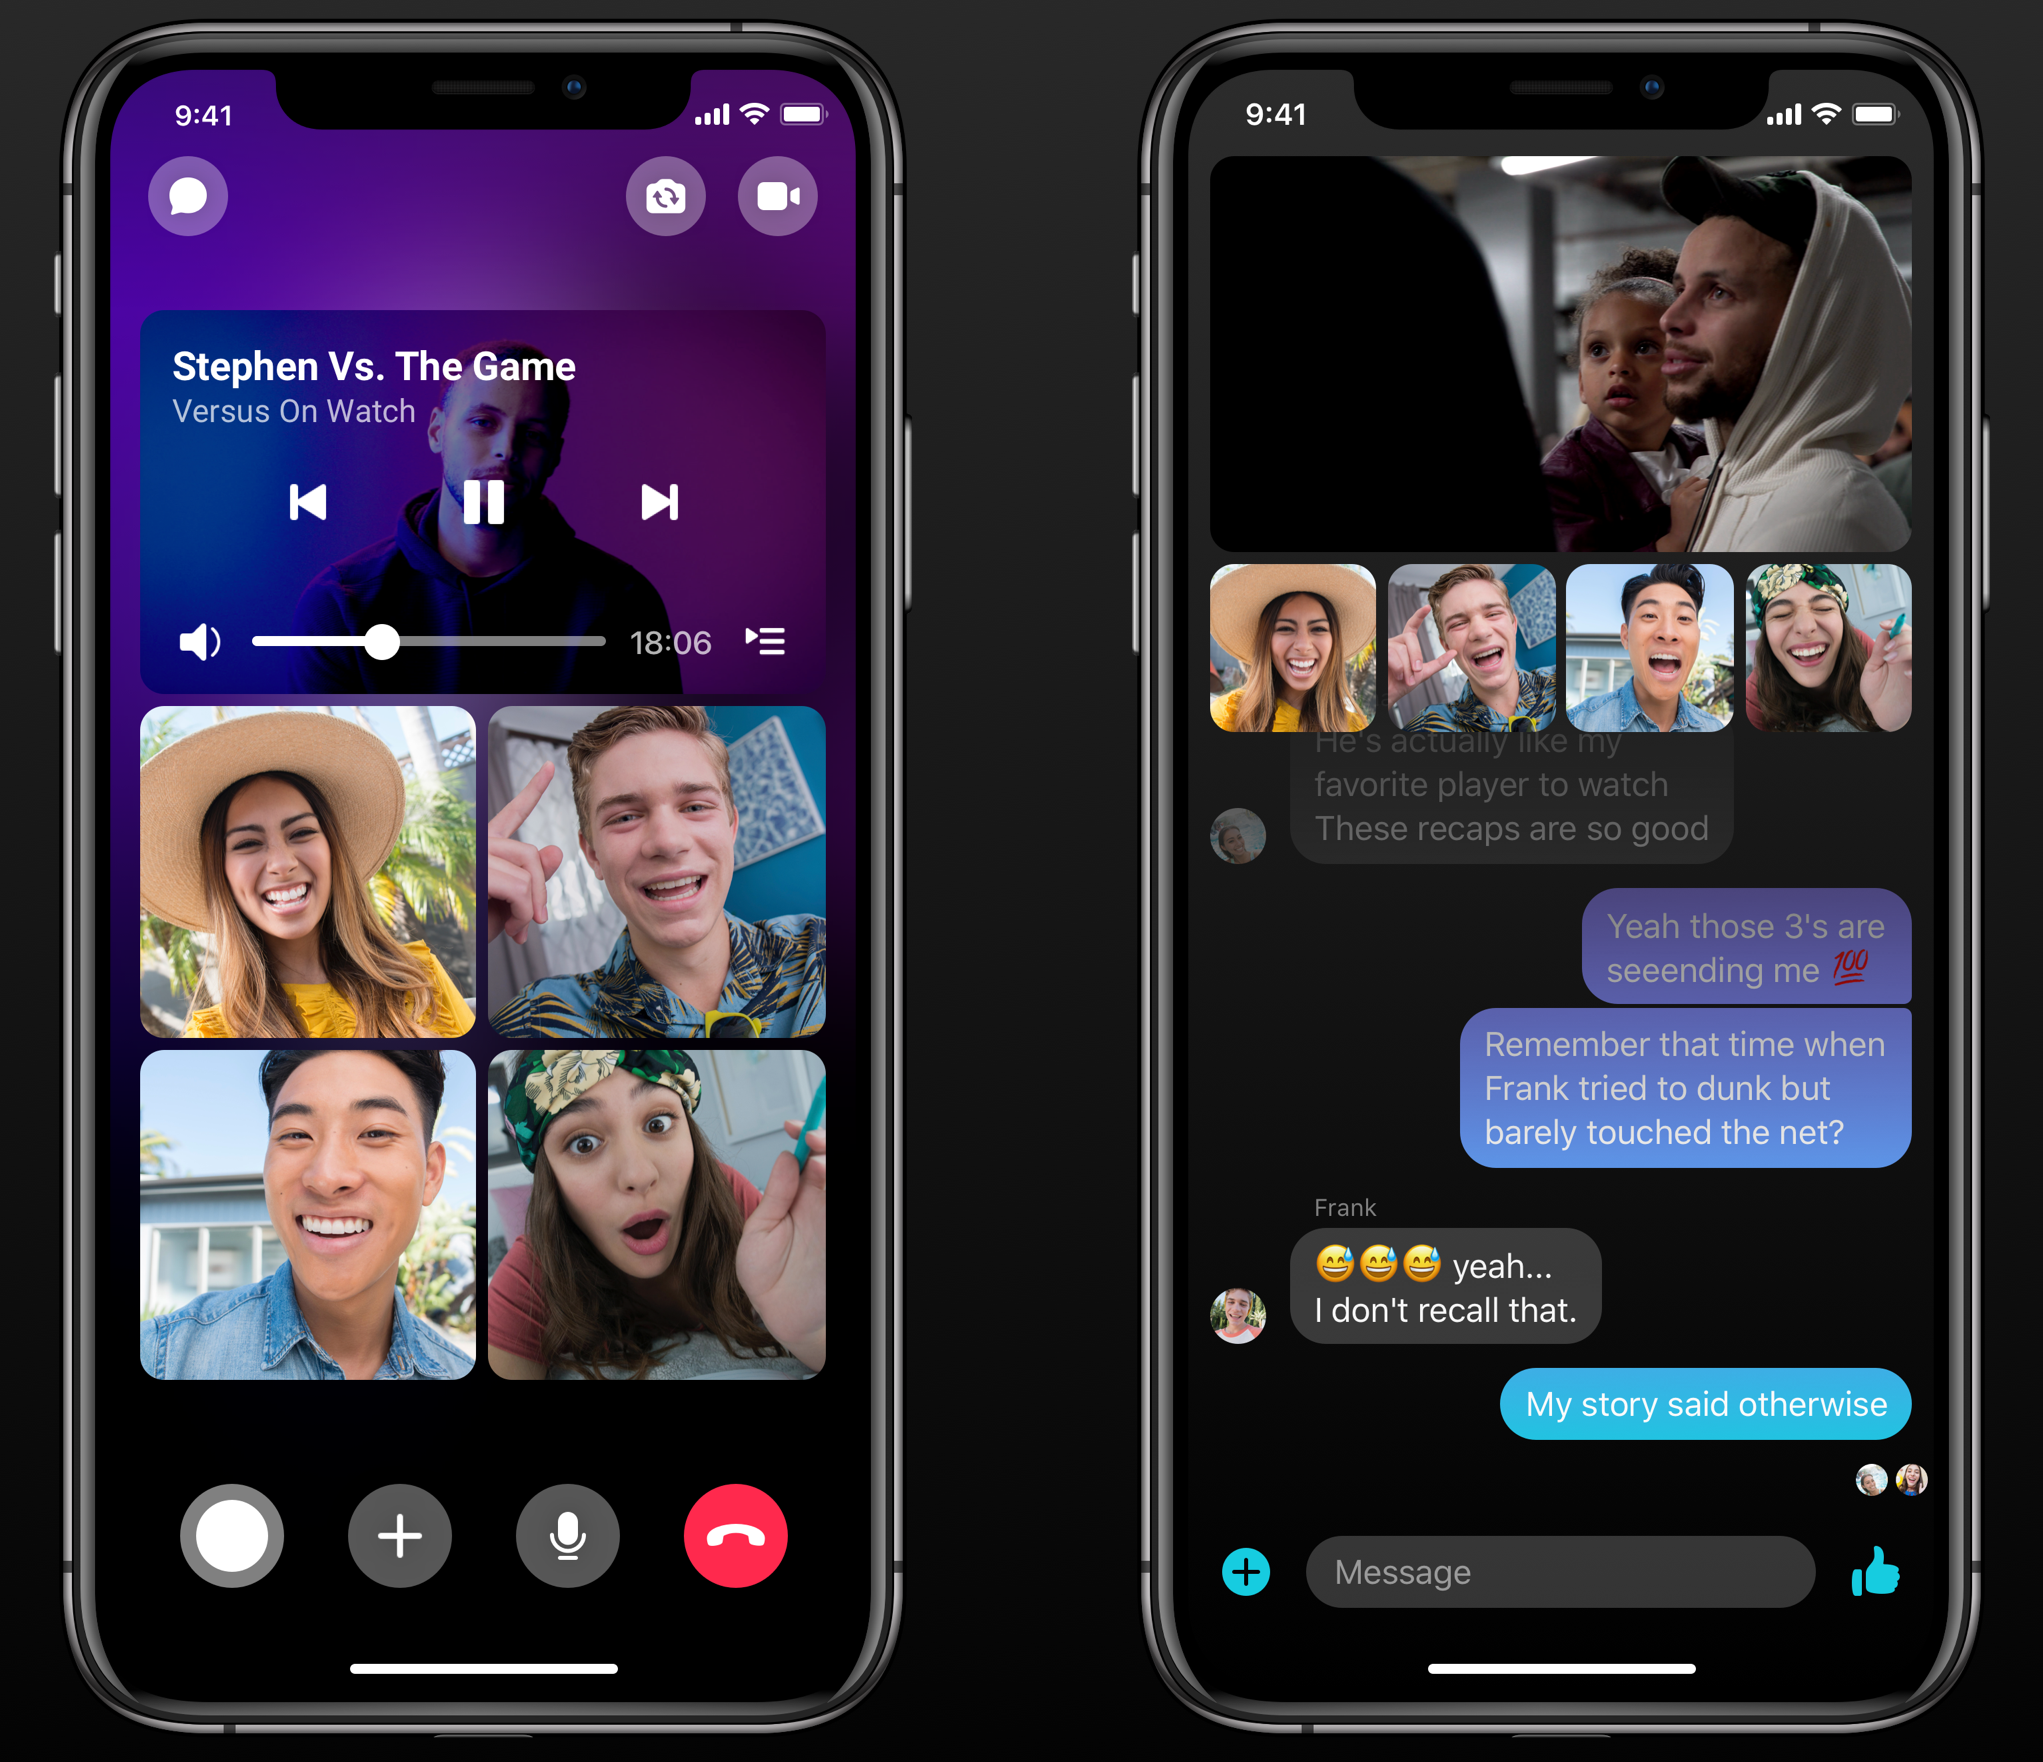 9:41
Stephen Vs. The Game
Versus On Watch
18:06
9:41
He's actually like my
favorite player to watch
These recaps are so good
Yeah those 3's are
seeending me 💯
Remember that time when
Frank tried to dunk but
barely touched the net?
Frank
😅😅😅 yeah...
I don't recall that.
My story said otherwise
Message